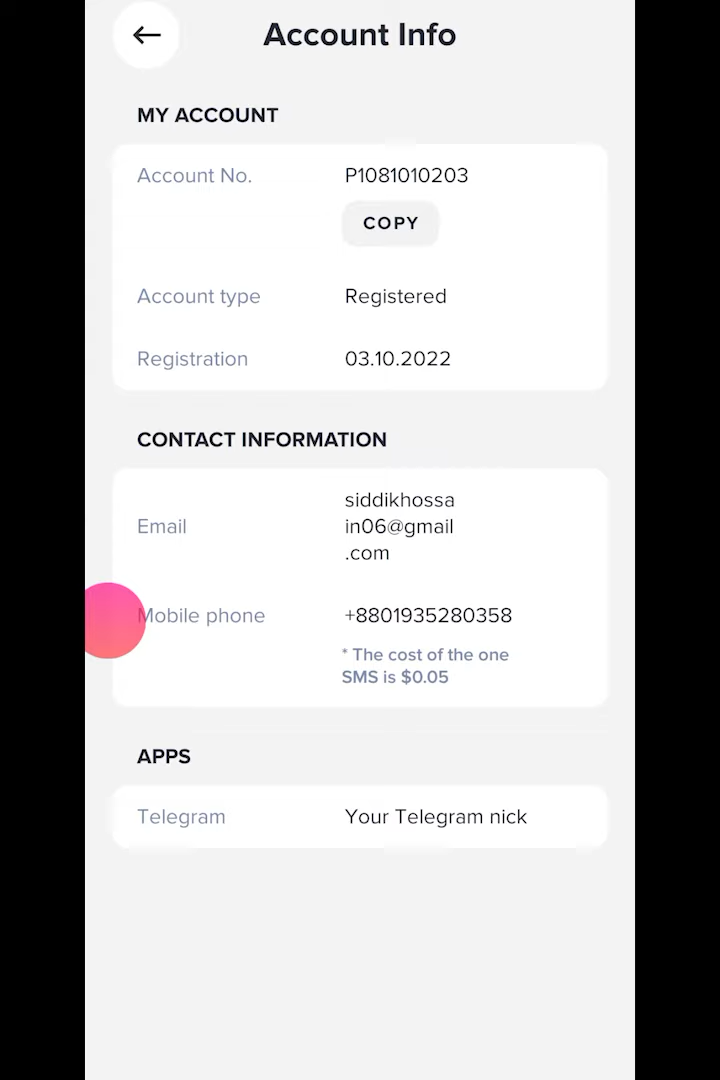 Account Info
MY ACCOUNT
Account No. P1081010203
COPY
Account type Registered
Registration 03.10.2022
CONTACT INFORMATION
Email siddikhossa
in06@gmail
.com
Mobile phone +8801935280358
* The cost of the one
SMS is $0.05
APPS
Telegram Your Telegram nick